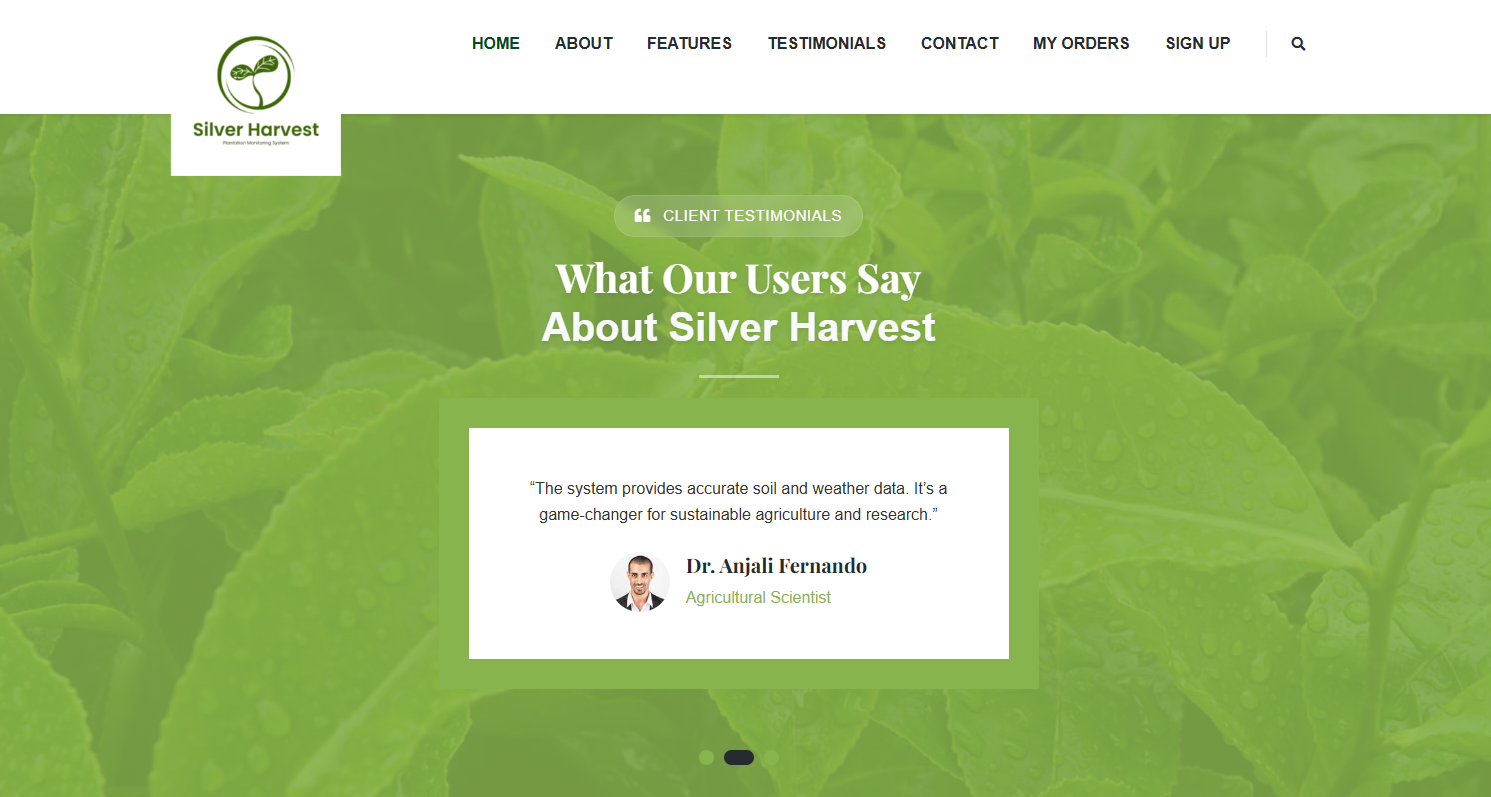 HOME ABOUT FEATURES TESTIMONIALS CONTACT MY ORDERS SIGN UP
Silver Harvest
Plantation Monitoring System
CLIENT TESTIMONIALS
What Our Users Say
About Silver Harvest
“The system provides accurate soil and weather data. It’s a
game-changer for sustainable agriculture and research.”
Dr. Anjali Fernando
Agricultural Scientist